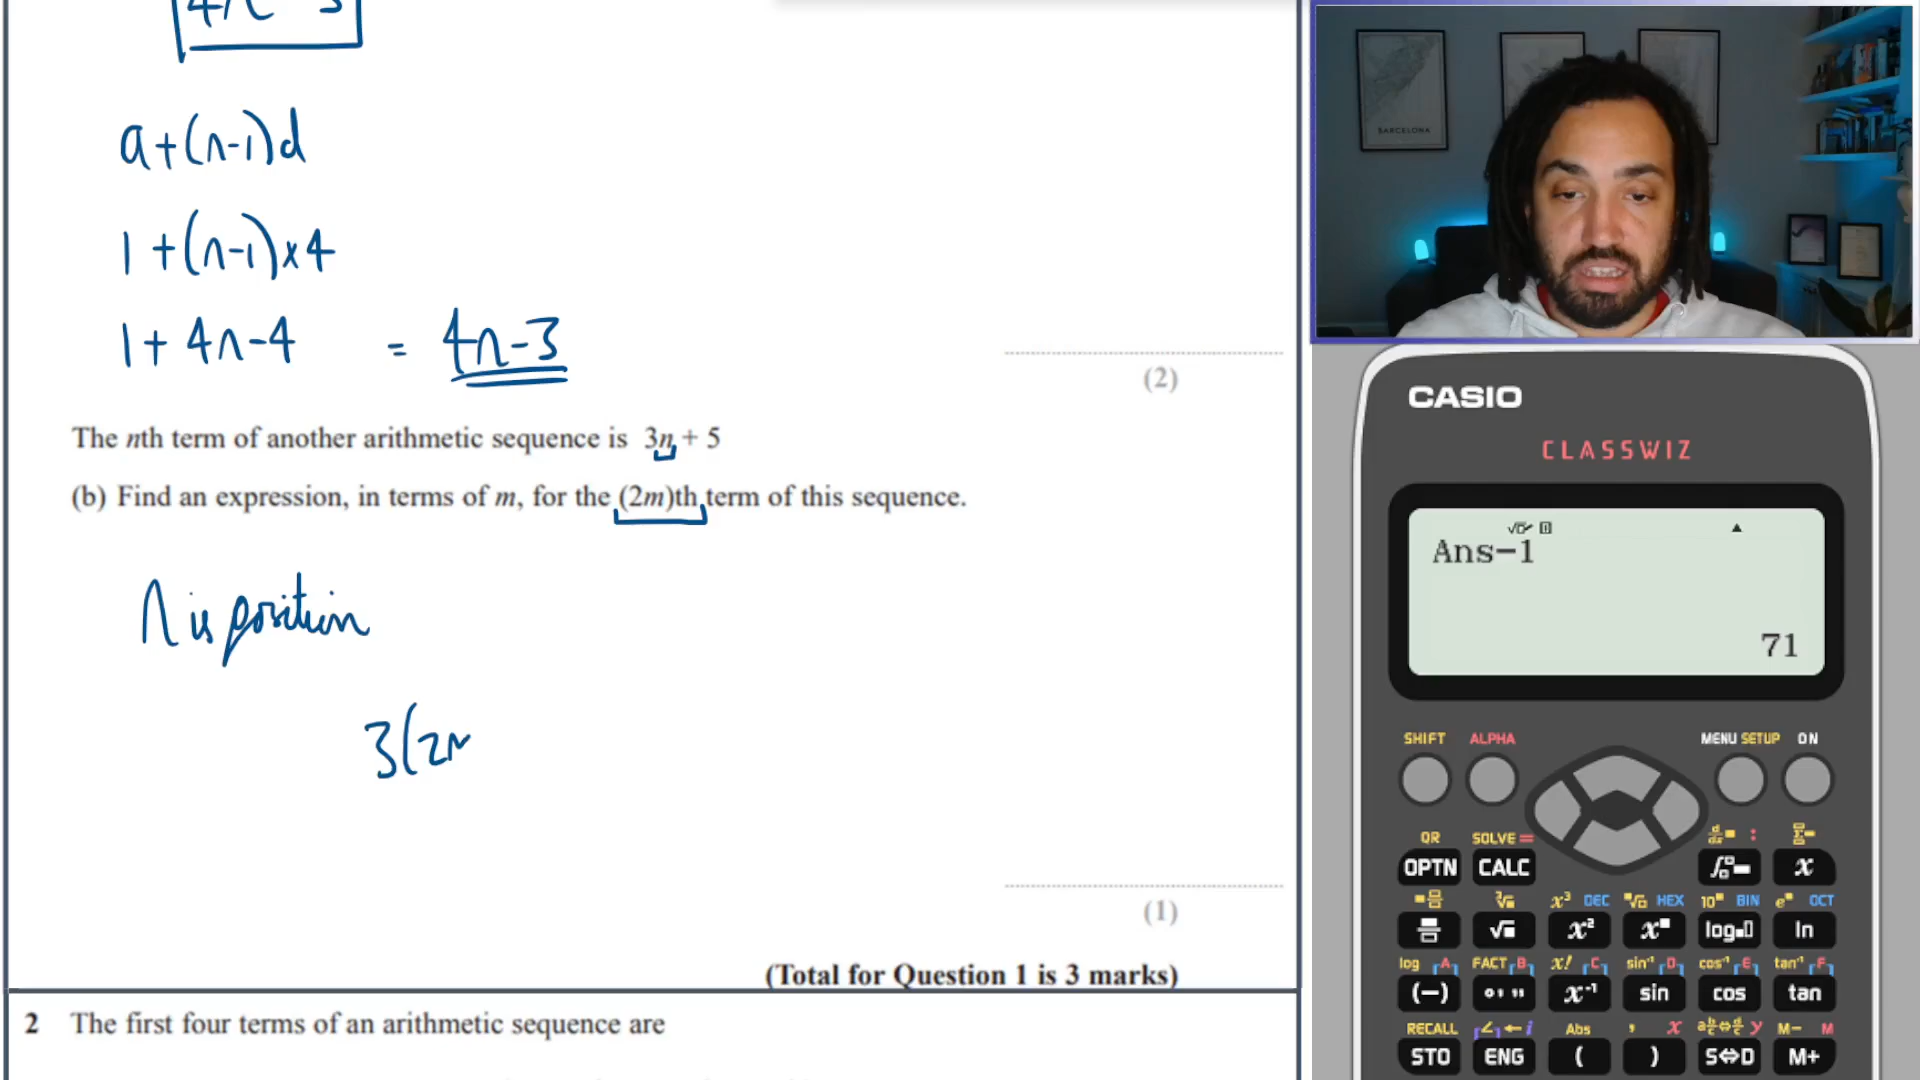 4n - 3
a+(n-1)d
1+(n-1)×4
1+ 4n-4 = 4n-3
(2)
The nth term of another arithmetic sequence is 3n + 5
(b) Find an expression, in terms of m, for the (2m)th term of this sequence.
n is position
3(2m
(1)
(Total for Question 1 is 3 marks)
2 The first four terms of an arithmetic sequence are
BARCELONA
CASIO
CLASSWIZ
Ans-1
71
SHIFT ALPHA MENU SETUP ON
QR SOLVE =
OPTN CALC x
x³ DEC HEX 10■ BIN e■ OCT
√■ x² x■ log■□ ln
log A FACT B x! C sin⁻¹ D cos⁻¹ E tan⁻¹ F
(−) x⁻¹ sin cos tan
RECALL ∠ ← i Abs , x a b/c⇔d/c y M− M
STO ENG ( ) S⇔D M+